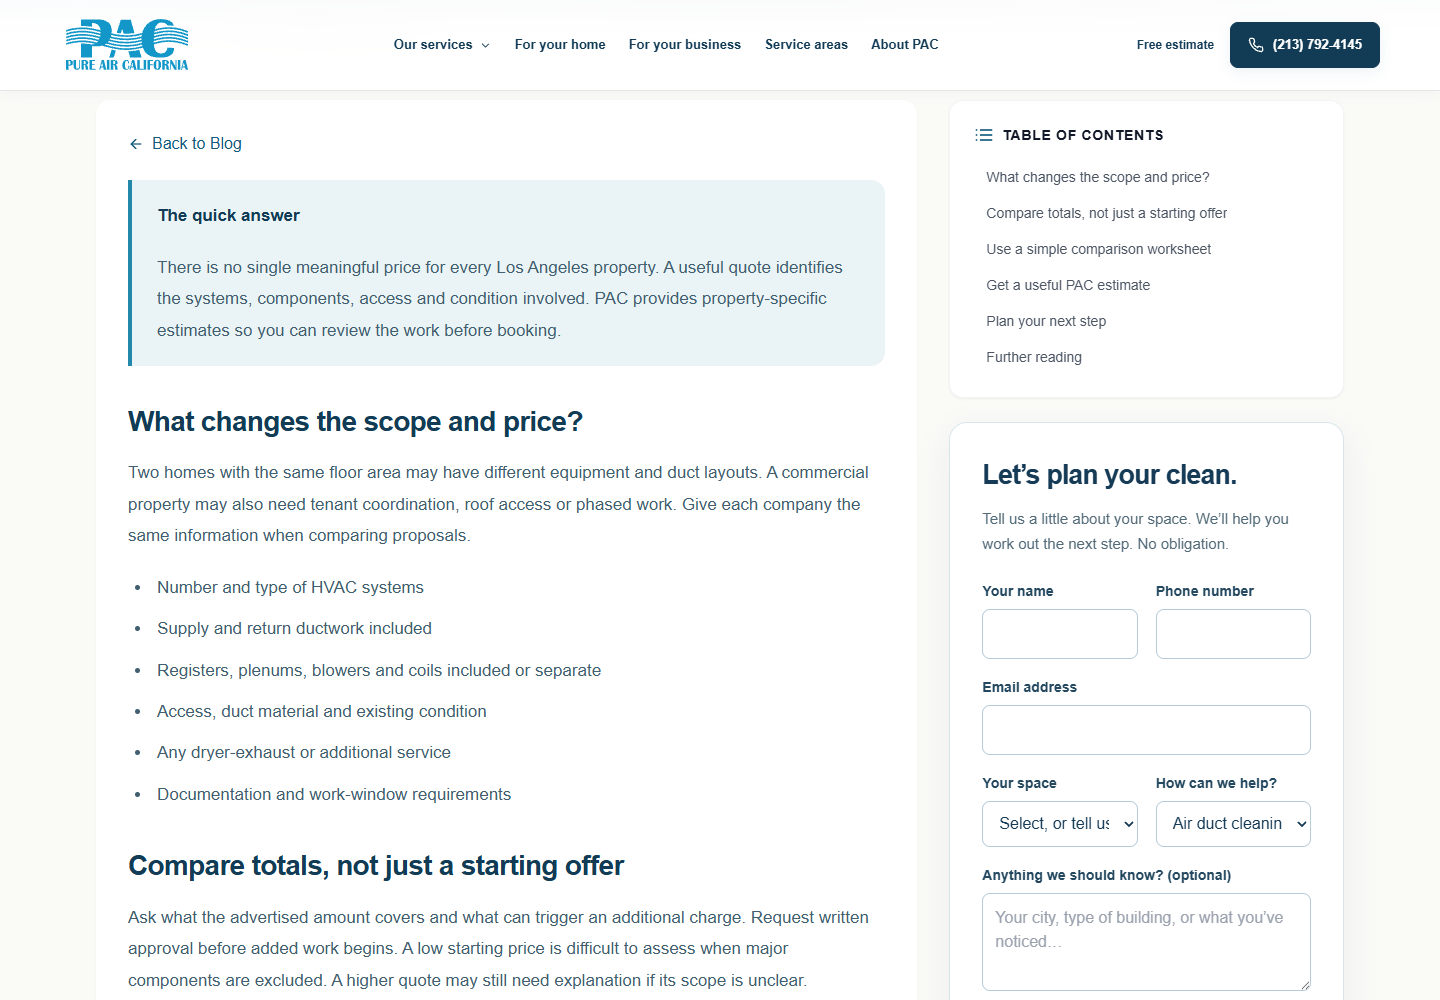 PAC
PURE AIR CALIFORNIA
Our services
For your home
For your business
Service areas
About PAC
Free estimate
(213) 792-4145
Back to Blog
The quick answer
There is no single meaningful price for every Los Angeles property. A useful quote identifies
the systems, components, access and condition involved. PAC provides property-specific
estimates so you can review the work before booking.
What changes the scope and price?
Two homes with the same floor area may have different equipment and duct layouts. A commercial
property may also need tenant coordination, roof access or phased work. Give each company the
same information when comparing proposals.
• Number and type of HVAC systems
• Supply and return ductwork included
• Registers, plenums, blowers and coils included or separate
• Access, duct material and existing condition
• Any dryer-exhaust or additional service
• Documentation and work-window requirements
Compare totals, not just a starting offer
Ask what the advertised amount covers and what can trigger an additional charge. Request written
approval before added work begins. A low starting price is difficult to assess when major
components are excluded. A higher quote may still need explanation if its scope is unclear.
TABLE OF CONTENTS
What changes the scope and price?
Compare totals, not just a starting offer
Use a simple comparison worksheet
Get a useful PAC estimate
Plan your next step
Further reading
Let’s plan your clean.
Tell us a little about your space. We’ll help you
work out the next step. No obligation.
Your name
Phone number
Email address
Your space
How can we help?
Select, or tell us
Air duct cleanin
Anything we should know? (optional)
Your city, type of building, or what you’ve
noticed…